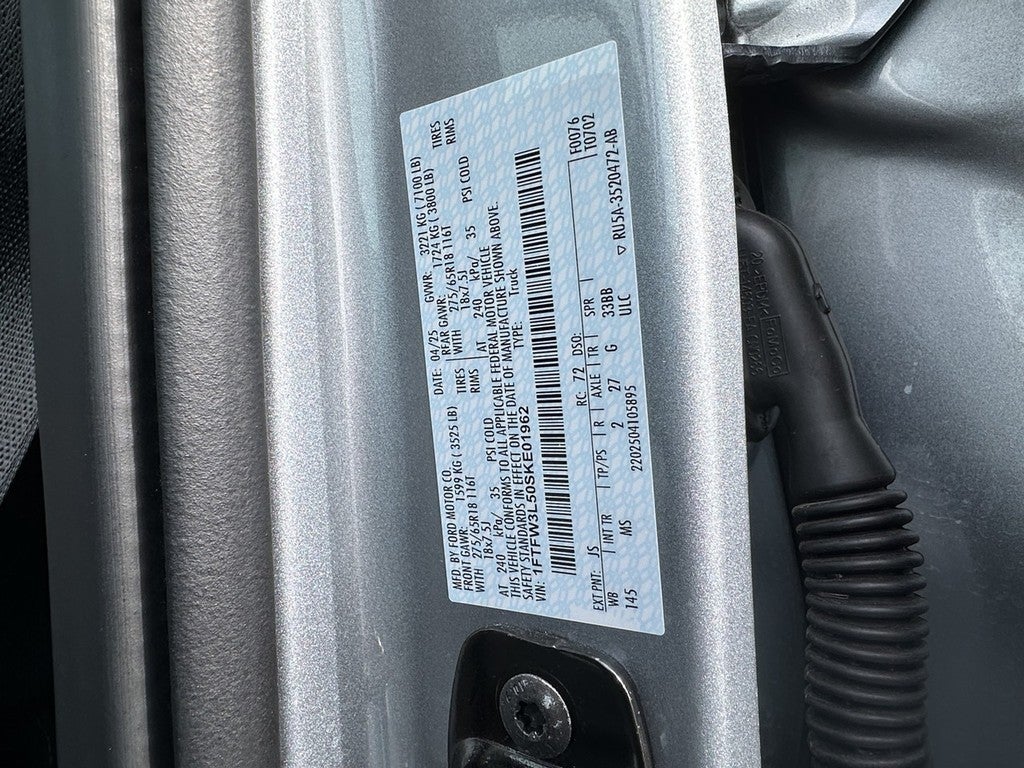 MFD. BY FORD MOTOR CO.
DATE: 04/25 GVWR: 3221 KG ( 7100 LB)
FRONT GAWR: 1599 KG ( 3525 LB) REAR GAWR: 1724 KG ( 3800 LB)
WITH 275/65R18 116T TIRES WITH 275/65R18 116T TIRES
18x7.5J RIMS 18x7.5J RIMS
AT 240 kPa/ 35 PSI COLD AT 240 kPa/ 35 PSI COLD
THIS VEHICLE CONFORMS TO ALL APPLICABLE FEDERAL MOTOR VEHICLE
SAFETY STANDARDS IN EFFECT ON THE DATE OF MANUFACTURE SHOWN ABOVE.
VIN: 1FTFW3L50SKE01962 TYPE: Truck
F0076
T0702
EXT PNT: JS RC: 72 DSO:
WB INT TR TP/PS R AXLE TR SPR
145 MS 2 27 G 33BB
2202504105895 ULC
▽ RU5A-3520472-AB